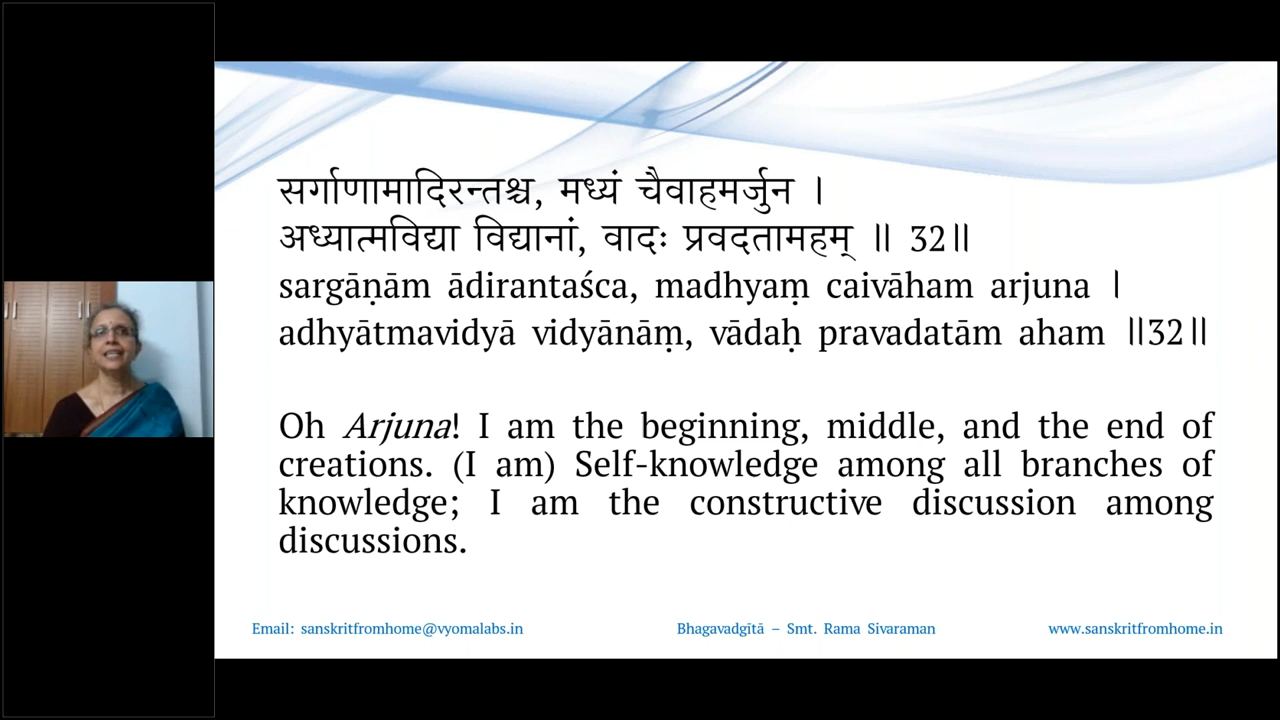 सर्गाणामादिरन्तश्च, मध्यं चैवाहमर्जुन ।
अध्यात्मविद्या विद्यानां, वादः प्रवदतामहम् ॥ 32॥
sargāṇām ādirantaśca, madhyaṃ caivāham arjuna ।
adhyātmavidyā vidyānāṃ, vādaḥ pravadatām aham ॥32॥
Oh Arjuna! I am the beginning, middle, and the end of
creations. (I am) Self-knowledge among all branches of
knowledge; I am the constructive discussion among
discussions.
Email: sanskritfromhome@vyomalabs.in Bhagavadgītā – Smt. Rama Sivaraman www.sanskritfromhome.in